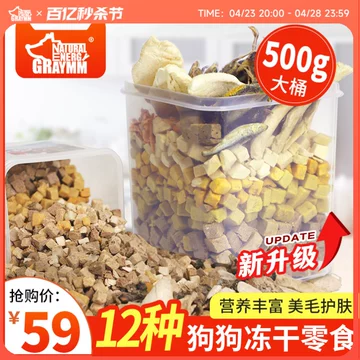 百亿秒杀节
TIME: 04/23 20:00 - 04/28 23:59
NATURAL
ENERG
GRAYMM
500g
大桶
UPDATE
新升级
抢购价:
¥59
营养丰富 美毛护肤
12种 狗狗冻干零食